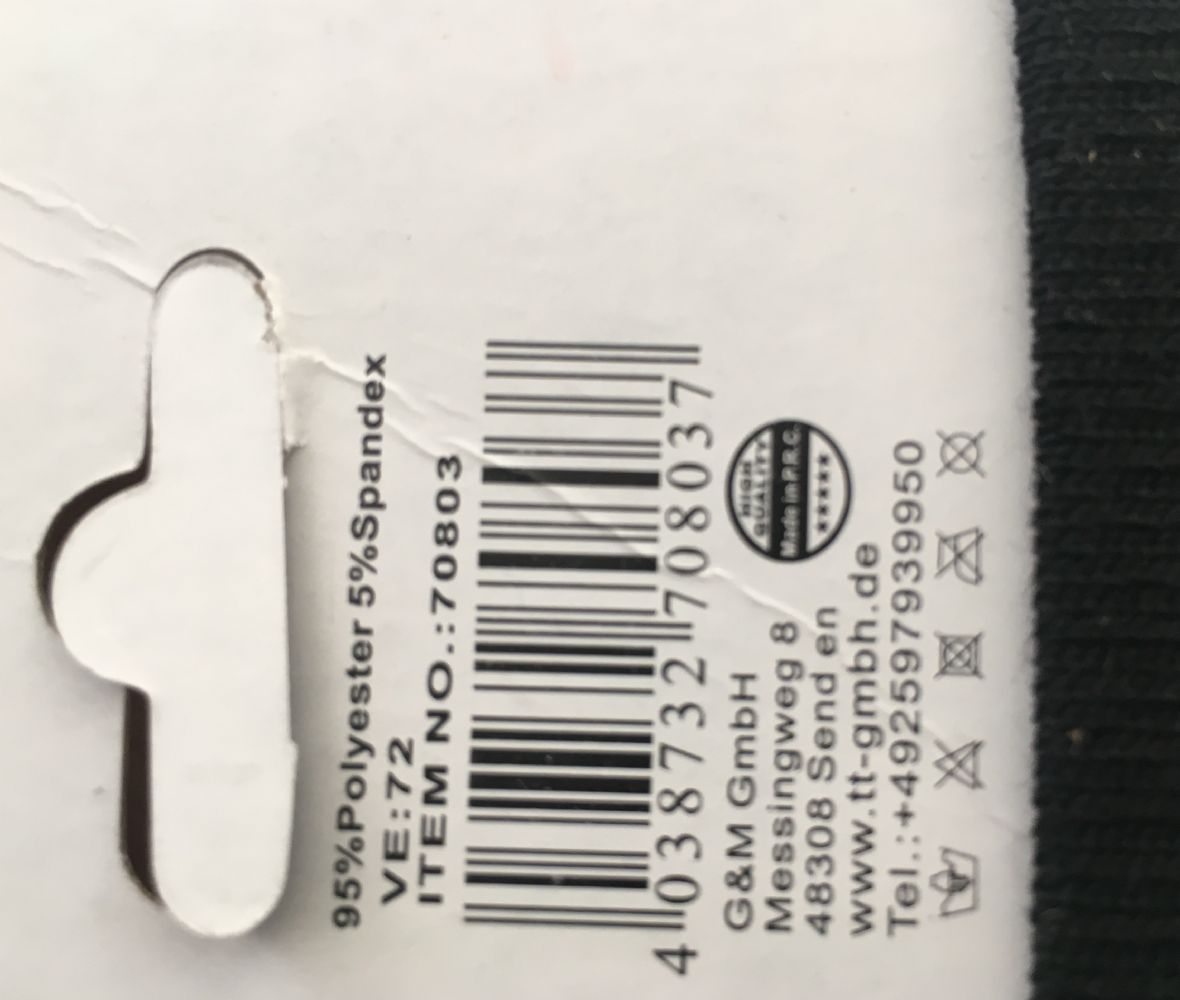 95%Polyester 5%Spandex
VE:72
ITEM NO.:70803
4 038732 708037
G&M GmbH
Messingweg 8
48308 Send en
www.tt-gmbh.de
Tel.:+4925979399950
HIGH
QUALITY
Made in P.R.C.
★★★★★